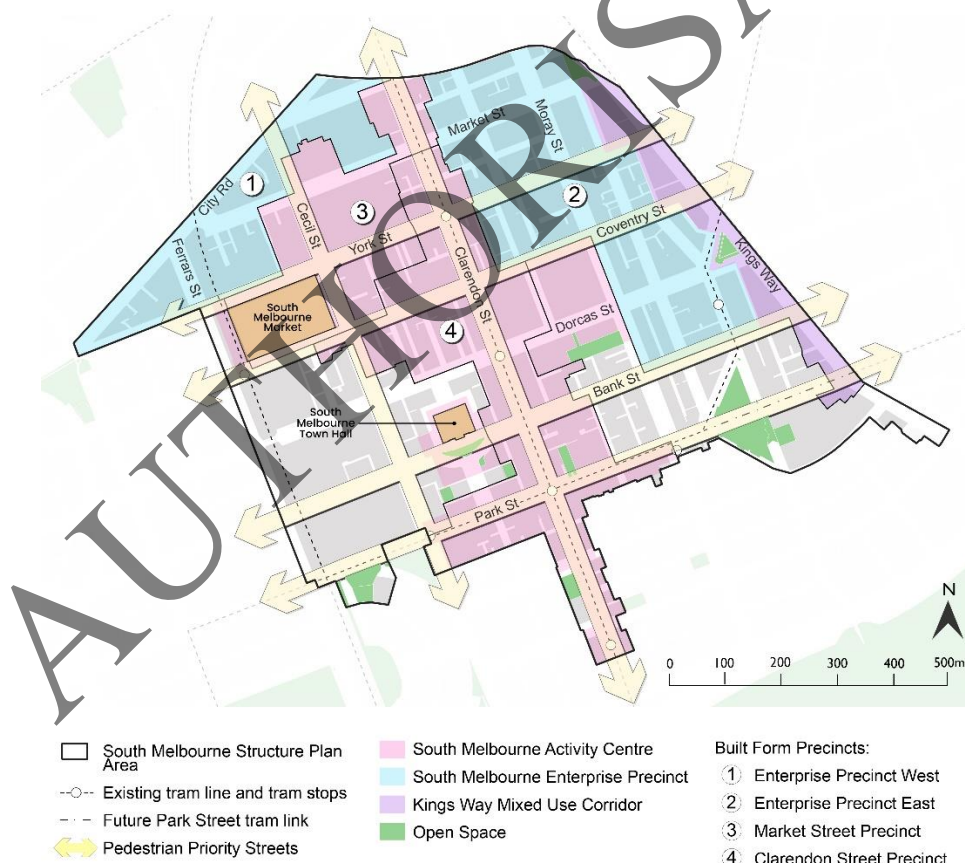 Market St
Moray St
City Rd
1
Cecil St
3
2
York St
Coventry St
Ferrars St
Clarendon St
Kings Way
South
Melbourne
Market
4
Dorcas St
Bank St
South
Melbourne
Town Hall
Park St
N
0 100 200 300 400 500m
South Melbourne Structure Plan
Area
Existing tram line and tram stops
Future Park Street tram link
Pedestrian Priority Streets
South Melbourne Activity Centre
South Melbourne Enterprise Precinct
Kings Way Mixed Use Corridor
Open Space
Built Form Precincts:
1 Enterprise Precinct West
2 Enterprise Precinct East
3 Market Street Precinct
4 Clarendon Street Precinct
AUTHORISA